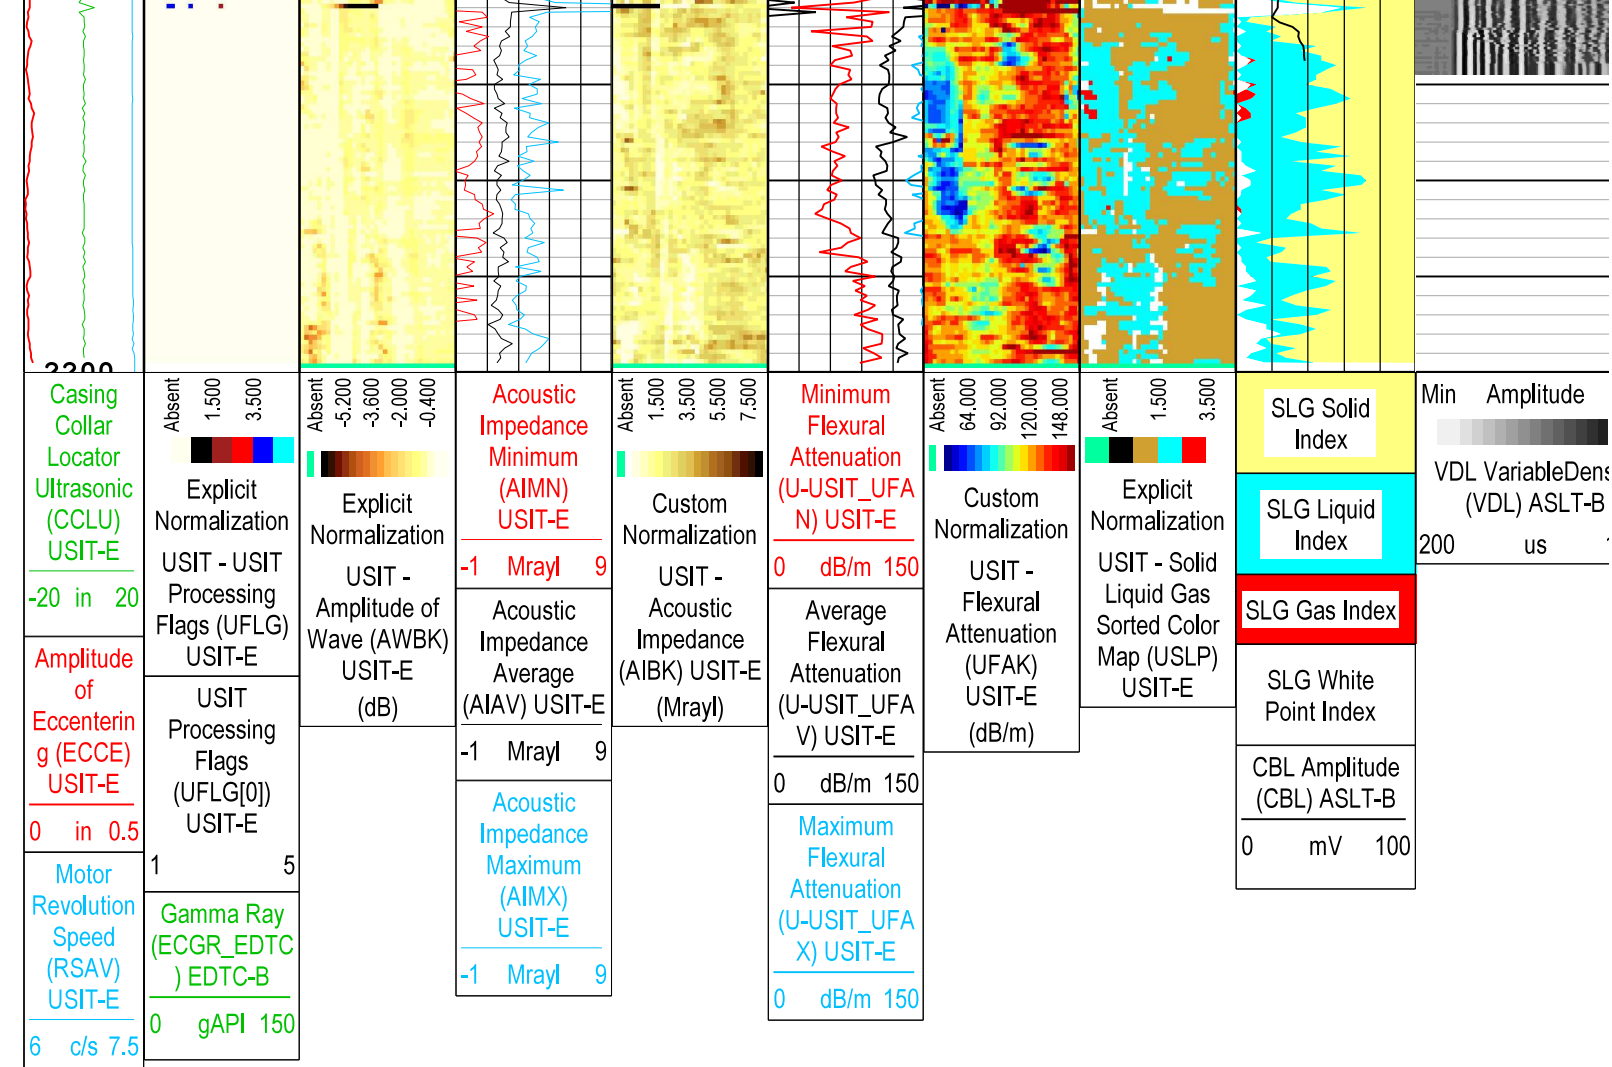 2200
Casing
Collar
Locator
Ultrasonic
(CCLU)
USIT-E
-20 in 20
Amplitude
of
Eccenterin
g (ECCE)
USIT-E
0 in 0.5
Motor
Revolution
Speed
(RSAV)
USIT-E
6 c/s 7.5
Absent
1.500
3.500
Explicit
Normalization
USIT - USIT
Processing
Flags (UFLG)
USIT-E
USIT
Processing
Flags
(UFLG[0])
USIT-E
1 5
Gamma Ray
(ECGR_EDTC
) EDTC-B
0 gAPI 150
Absent
-5.200
-3.600
-2.000
-0.400
Explicit
Normalization
USIT -
Amplitude of
Wave (AWBK)
USIT-E
(dB)
Acoustic
Impedance
Minimum
(AIMN)
USIT-E
-1 Mrayl 9
Acoustic
Impedance
Average
(AIAV) USIT-E
-1 Mrayl 9
Acoustic
Impedance
Maximum
(AIMX)
USIT-E
-1 Mrayl 9
Absent
1.500
3.500
5.500
7.500
Custom
Normalization
USIT -
Acoustic
Impedance
(AIBK) USIT-E
(Mrayl)
Minimum
Flexural
Attenuation
(U-USIT_UFA
N) USIT-E
0 dB/m 150
Average
Flexural
Attenuation
(U-USIT_UFA
V) USIT-E
0 dB/m 150
Maximum
Flexural
Attenuation
(U-USIT_UFA
X) USIT-E
0 dB/m 150
Absent
64.000
92.000
120.000
148.000
Custom
Normalization
USIT -
Flexural
Attenuation
(UFAK)
USIT-E
(dB/m)
Absent
1.500
3.500
Explicit
Normalization
USIT - Solid
Liquid Gas
Sorted Color
Map (USLP)
USIT-E
SLG Solid
Index
SLG Liquid
Index
SLG Gas Index
SLG White
Point Index
CBL Amplitude
(CBL) ASLT-B
0 mV 100
Min Amplitude
VDL VariableDens
(VDL) ASLT-B
200 us 1